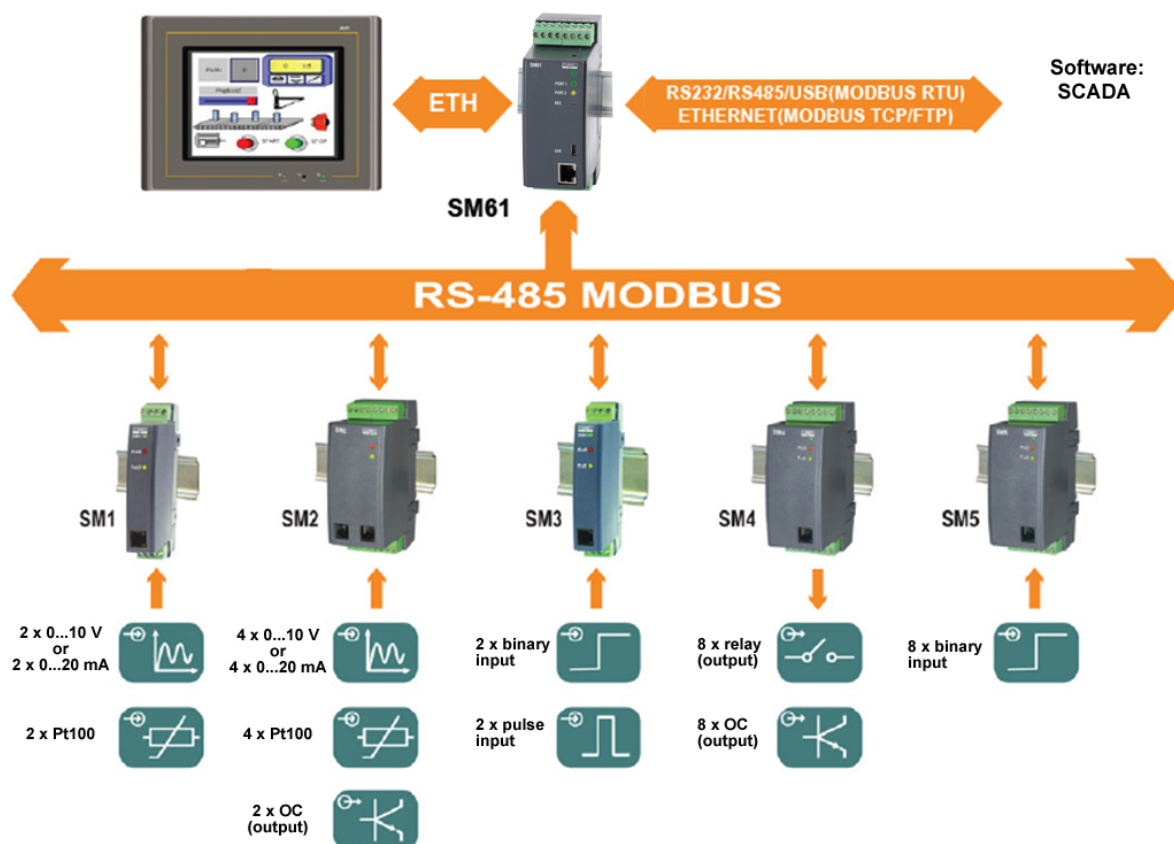 ETH
RS232/RS485/USB(MODBUS RTU)
ETHERNET(MODBUS TCP/FTP)
Software:
SCADA
START
STOP
SM61
RS-485 MODBUS
SM1
SM2
SM3
SM4
SM5
2 x 0...10 V
or
2 x 0...20 mA
4 x 0...10 V
or
4 x 0...20 mA
2 x binary
input
8 x relay
(output)
8 x binary
input
2 x Pt100
4 x Pt100
2 x pulse
input
8 x OC
(output)
2 x OC
(output)